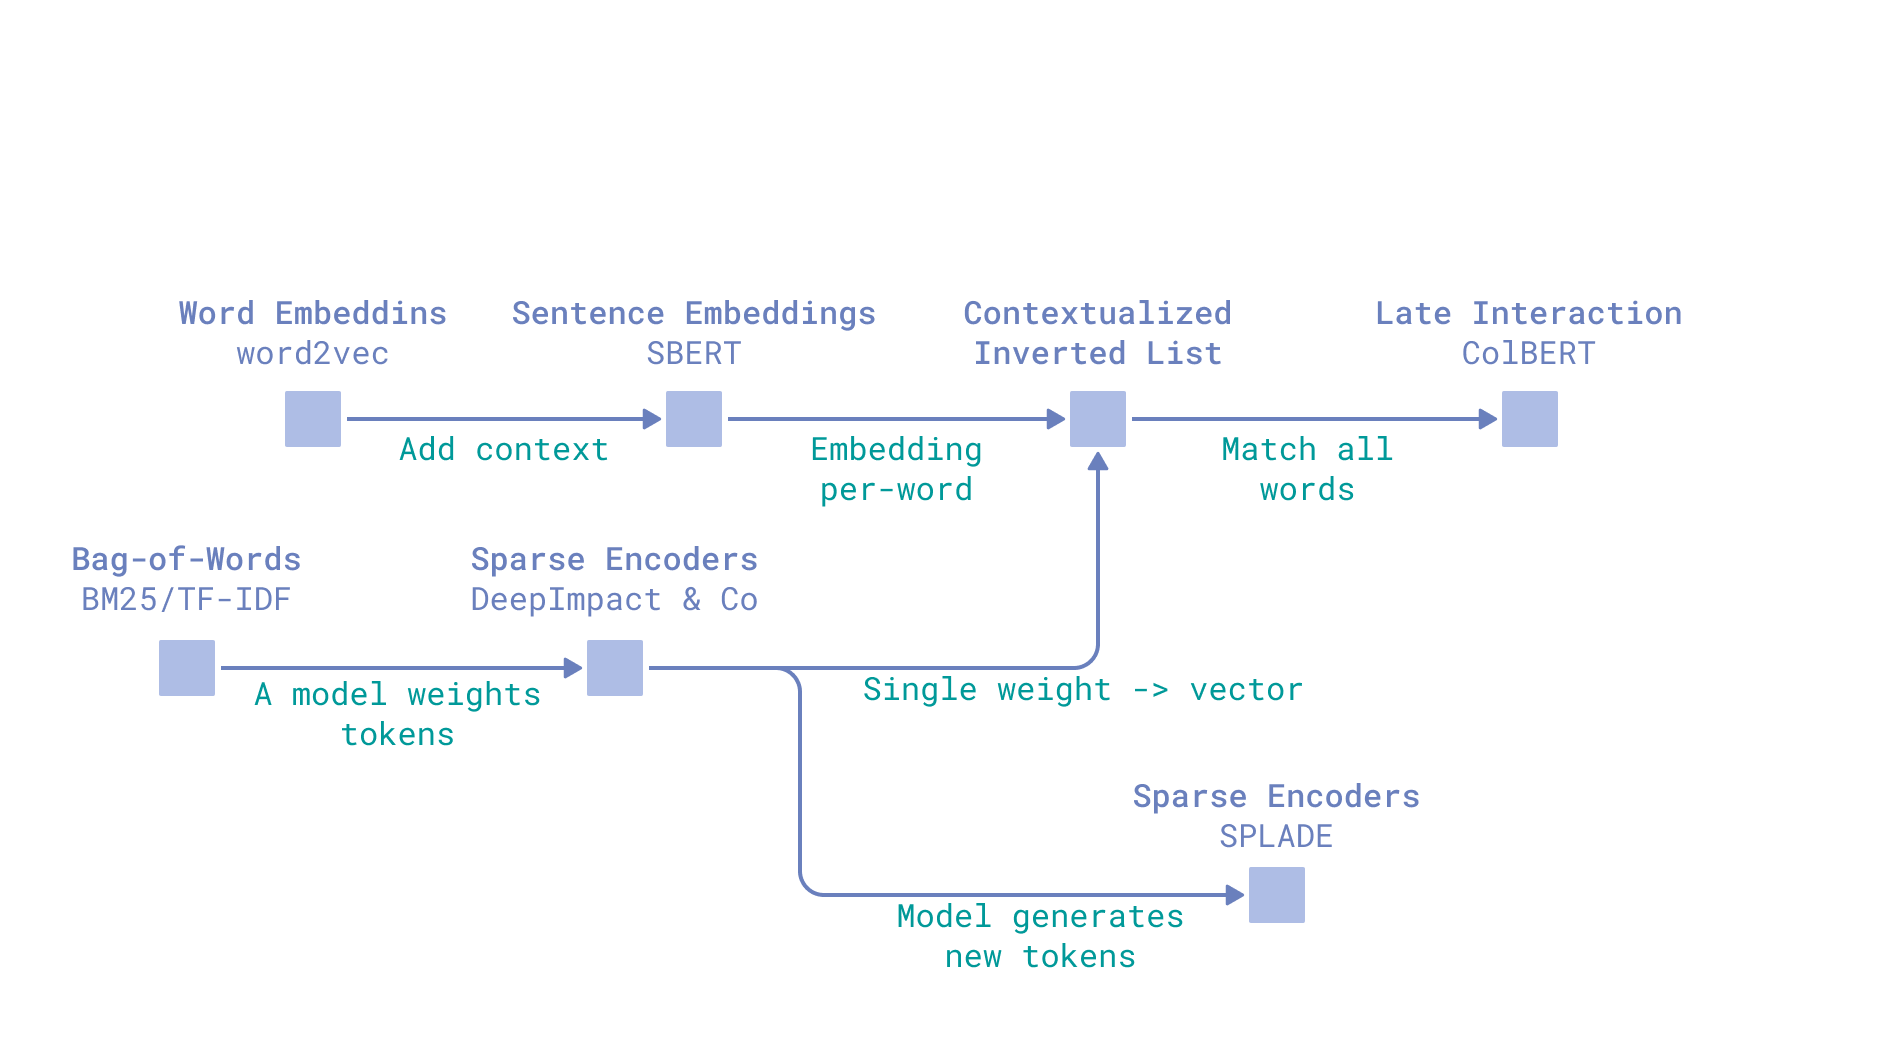 Word Embeddins
word2vec
Sentence Embeddings
SBERT
Contextualized
Inverted List
Late Interaction
ColBERT
Add context
Embedding
per-word
Match all
words
Bag-of-Words
BM25/TF-IDF
Sparse Encoders
DeepImpact & Co
A model weights
tokens
Single weight -> vector
Sparse Encoders
SPLADE
Model generates
new tokens